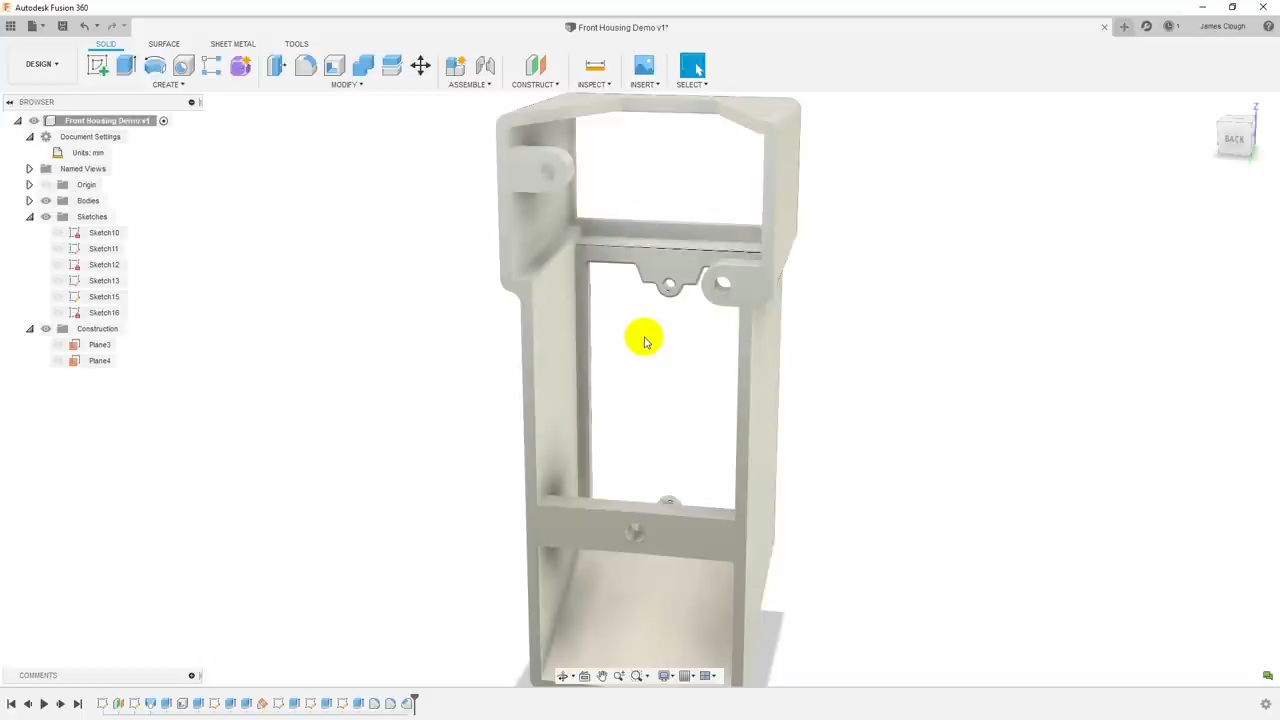 Autodesk Fusion 360
Front Housing Demo v1*
1
James Clough
SOLID
SURFACE
SHEET METAL
TOOLS
DESIGN
CREATE
MODIFY
ASSEMBLE
CONSTRUCT
INSPECT
INSERT
SELECT
BROWSER
Front Housing Demo v1
Document Settings
Units: mm
Named Views
Origin
Bodies
Sketches
Sketch10
Sketch11
Sketch12
Sketch13
Sketch15
Sketch16
Construction
Plane3
Plane4
Z
BACK
COMMENTS